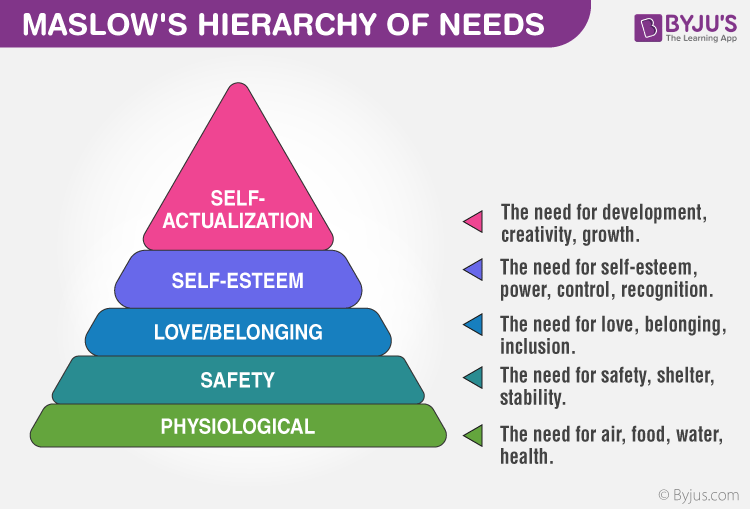 MASLOW'S HIERARCHY OF NEEDS
BYJU'S
The Learning App
SELF-
ACTUALIZATION
The need for development,
creativity, growth.
SELF-ESTEEM
The need for self-esteem,
power, control, recognition.
LOVE/BELONGING
The need for love, belonging,
inclusion.
SAFETY
The need for safety, shelter,
stability.
PHYSIOLOGICAL
The need for air, food, water,
health.
© Byjus.com